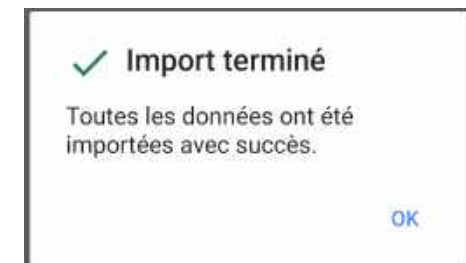 Import terminé
Toutes les données ont été
importées avec succès.
OK